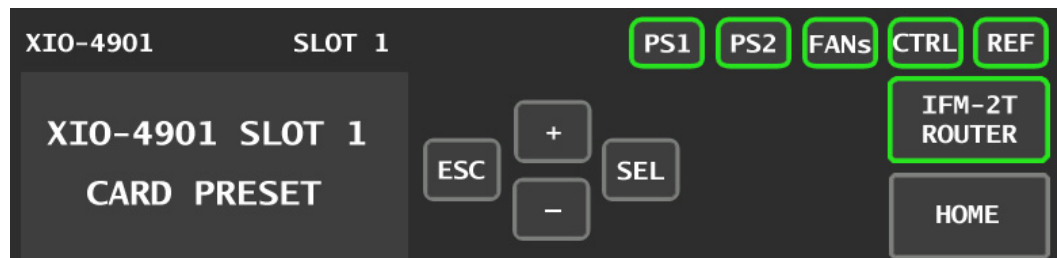 XIO-4901 SLOT 1 PS1 PS2 FANs CTRL REF
XIO-4901 SLOT 1
CARD PRESET
ESC
+
-
SEL
IFM-2T
ROUTER
HOME